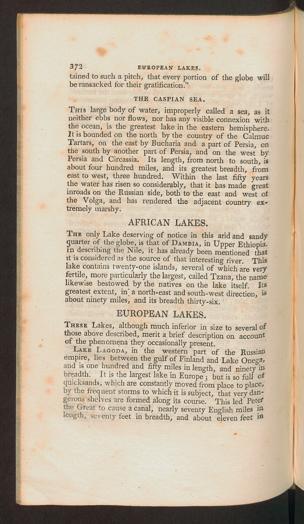 372 EUROPEAN LAKES.
tained to such a pitch, that every portion of the globe will
be ransacked for their gratification."
THE CASPIAN SEA.
THIS large body of water, improperly called a sea, as it
neither ebbs nor flows, nor has any visible connexion with
the ocean, is the greatest lake in the eastern hemisphere.
It is bounded on the north by the country of the Calmuc
Tartars, on the east by Bucharia and a part of Persia, on
the south by another part of Persia, and on the west by
Persia and Circassia. Its length, from north to south, is
about four hundred miles, and its greatest breadth, from
east to west, three hundred. Within the last fifty years
the water has risen so considerably, that it has made great
inroads on the Russian side, both to the east and west of
the Volga, and has rendered the adjacent country ex-
tremely marshy.
AFRICAN LAKES.
THE only Lake deserving of notice in this arid and sandy
quarter of the globe, is that of DAMBIA, in Upper Ethiopia.
In describing the Nile, it has already been mentioned that
it is considered as the source of that interesting river. This
lake contains twenty-one islands, several of which are very
fertile, more particularly the largest, called TZANA, the name
likewise bestowed by the natives on the lake itself. Its
greatest extent, in a north-east and south-west direction, is
about ninety miles, and its breadth thirty-six.
EUROPEAN LAKES.
THESE Lakes, although much inferior in size to several of
those above described, merit a brief description on account
of the phenomena they occasionally present.
LAKE LAGODA, in the western part of the Russian
empire, lies between the gulf of Finland and Lake Onega,
and is one hundred and fifty miles in length, and ninety in
breadth. It is the largest lake in Europe; but is so full of
quicksands, which are constantly moved from place to place,
by the frequent storms to which it is subject, that very dan-
gerous shelves are formed along its course. This led Peter
the Great to cause a canal, nearly seventy English miles in
length, seventy feet in breadth, and about eleven feet in